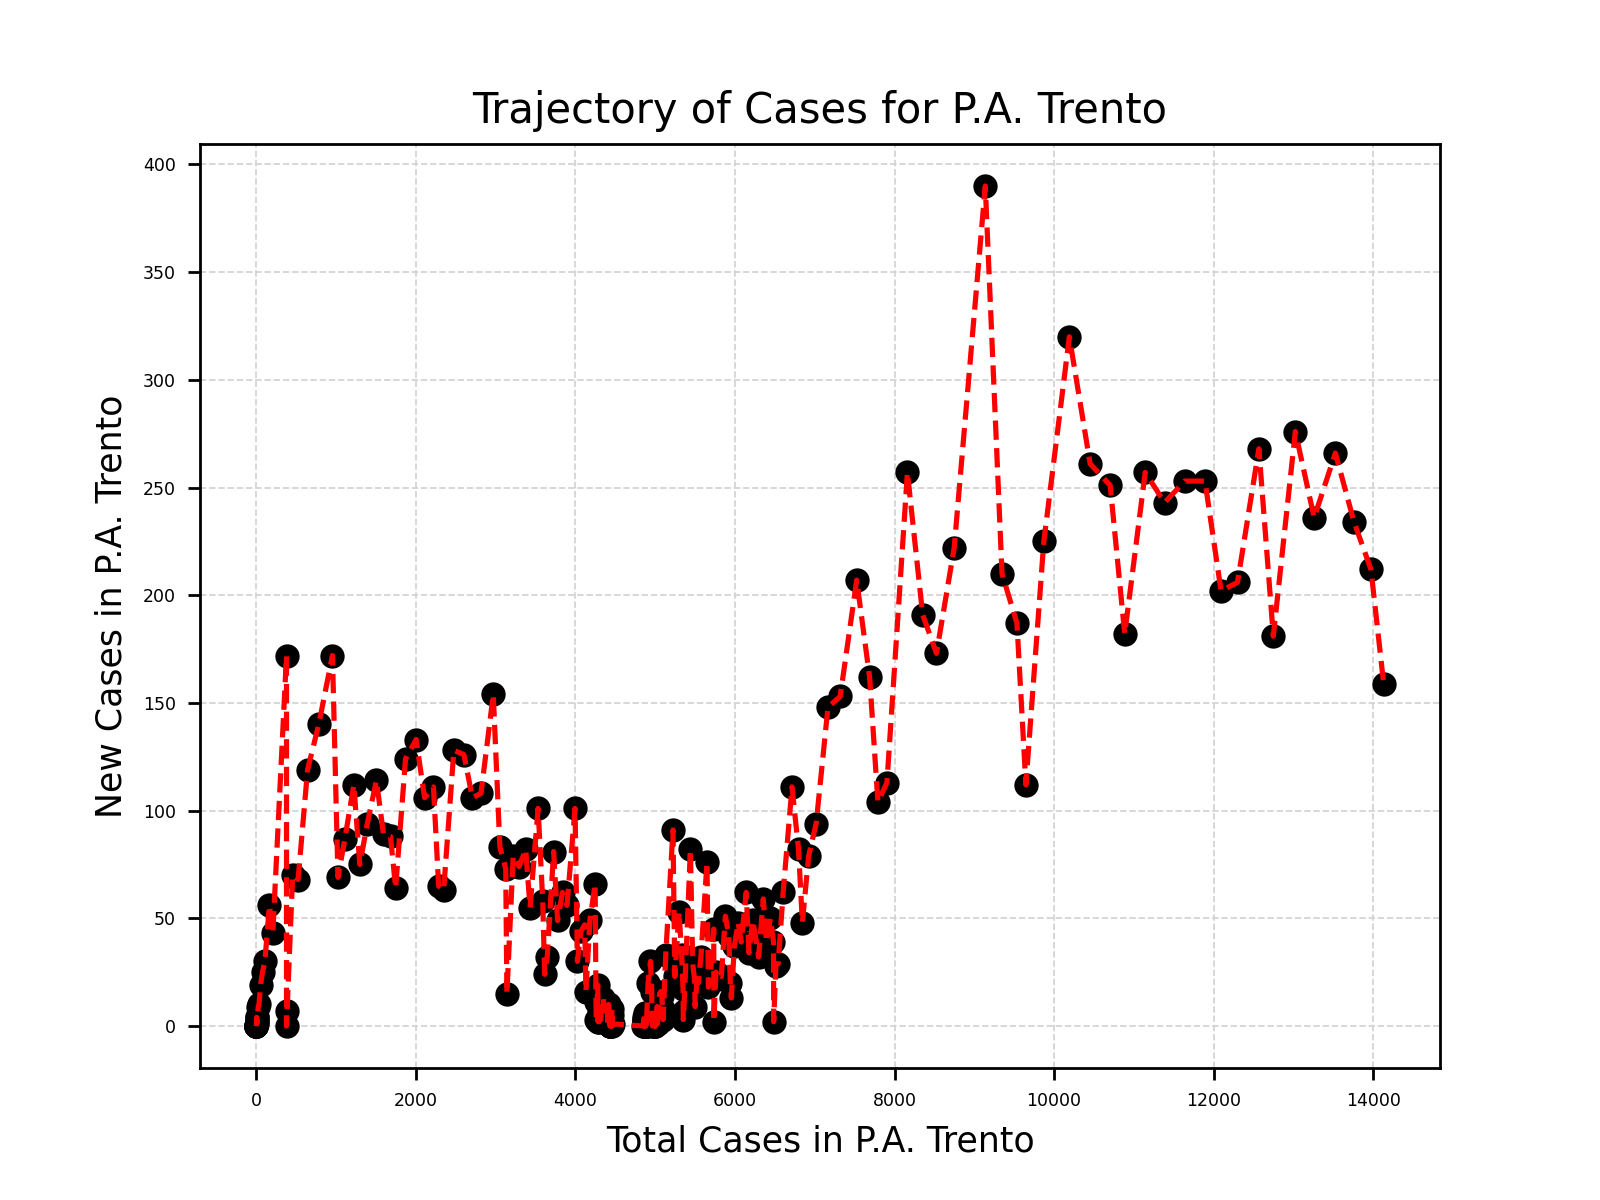 Trajectory of Cases for P.A. Trento
New Cases in P.A. Trento
400
350
300
250
200
150
100
50
0
0 2000 4000 6000 8000 10000 12000 14000
Total Cases in P.A. Trento